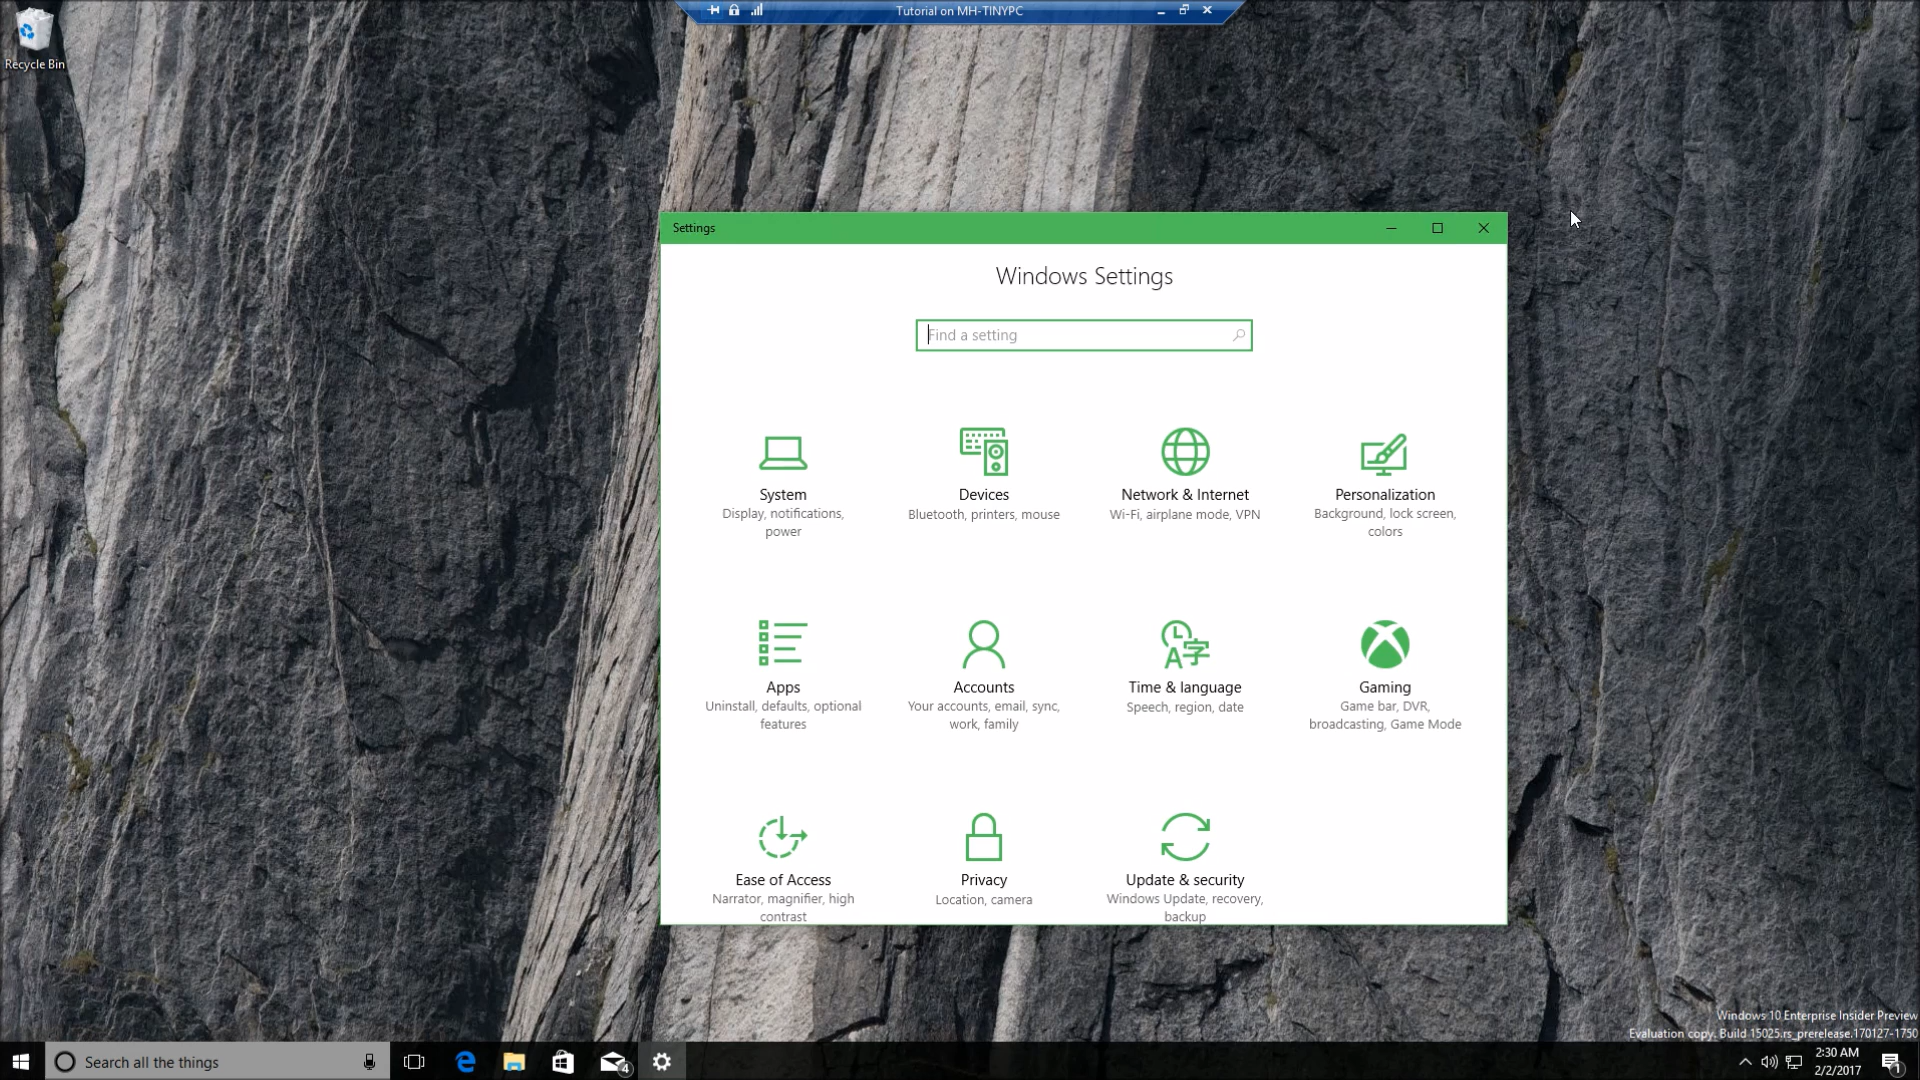 Tutorial on MH-TINYPC
Recycle Bin
Settings
Windows Settings
Find a setting
System
Display, notifications,
power
Devices
Bluetooth, printers, mouse
Network & Internet
Wi-Fi, airplane mode, VPN
Personalization
Background, lock screen,
colors
Apps
Uninstall, defaults, optional
features
Accounts
Your accounts, email, sync,
work, family
Time & language
Speech, region, date
Gaming
Game bar, DVR,
broadcasting, Game Mode
Ease of Access
Narrator, magnifier, high
contrast
Privacy
Location, camera
Update & security
Windows Update, recovery,
backup
Windows 10 Enterprise Insider Preview
Evaluation copy. Build 15025.rs_prerelease.170127-1750
Search all the things
4
2:30 AM
2/2/2017
1